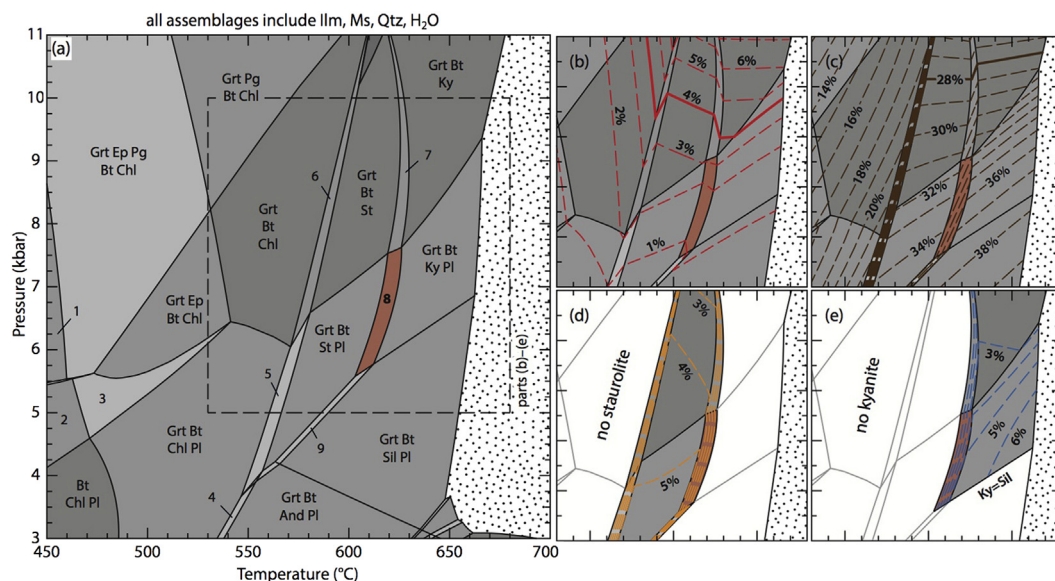 all assemblages include Ilm, Ms, Qtz, H₂O
(a)
Pressure (kbar)
11
10
9
8
7
6
5
4
3
450
500
550
600
650
700
Temperature (°C)
Grt Pg
Bt Chl
Grt Bt
Ky
Grt Ep Pg
Bt Chl
6
Grt
Bt
St
7
Grt
Bt
Chl
Grt Bt
Ky Pl
1
Grt Ep
Bt Chl
8
Grt Bt
St Pl
5
3
2
Grt Bt
Chl Pl
9
Grt Bt
Sil Pl
Bt
Chl Pl
4
Grt Bt
And Pl
parts (b)–(e)
(b)
5%
6%
4%
2%
3%
1%
(c)
14%
28%
16%
30%
18%
36%
32%
20%
34%
38%
(d)
3%
4%
no staurolite
5%
(e)
3%
no kyanite
5%
6%
Ky=Sil